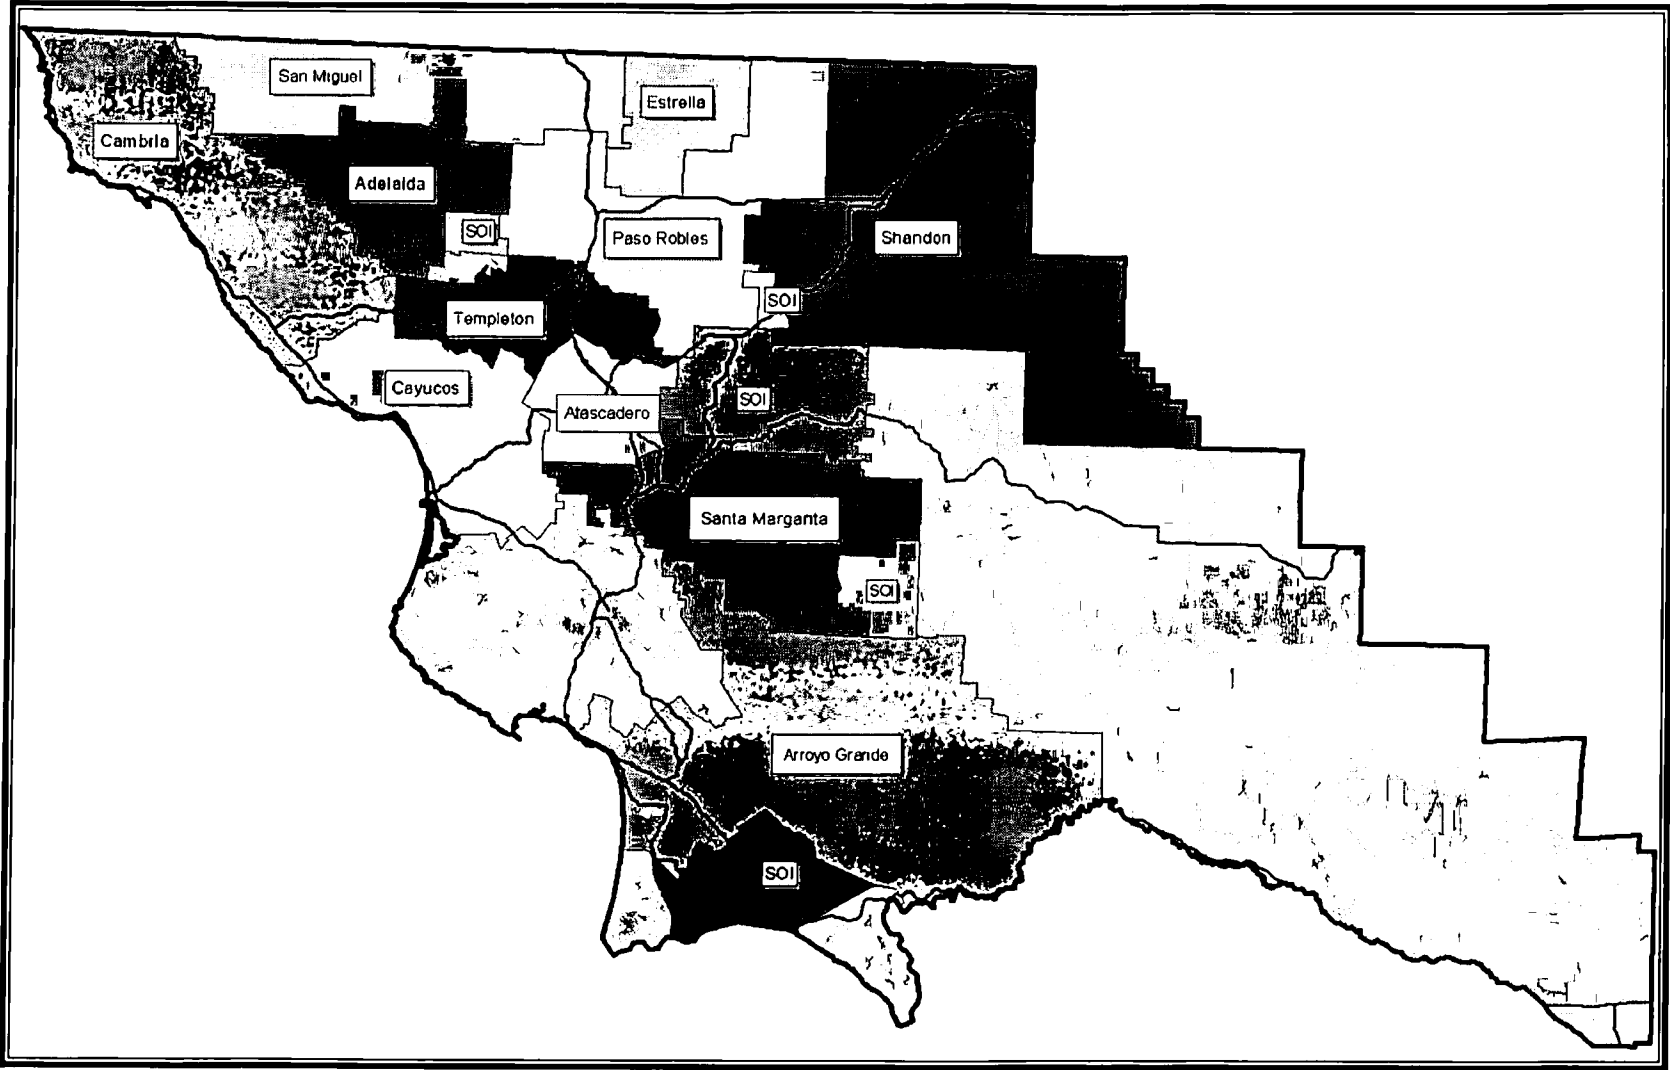 San Miguel
Estrella
Cambria
Adelaida
SOI
Paso Robles
Shandon
SOI
Templeton
Cayucos
SOI
Atascadero
Santa Marganta
SOI
Arroyo Grande
SOI